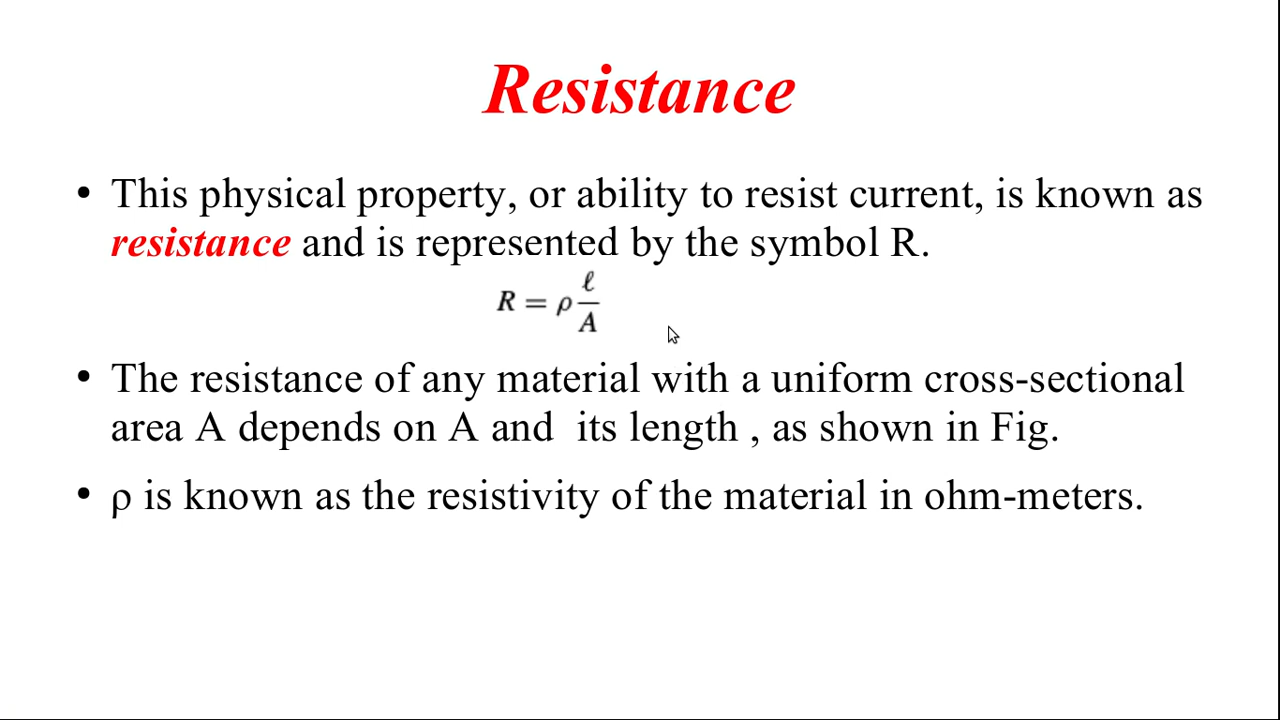 Resistance
• This physical property, or ability to resist current, is known as
resistance and is represented by the symbol R.
R = ρ ℓ/A
• The resistance of any material with a uniform cross-sectional
area A depends on A and  its length , as shown in Fig.
• ρ is known as the resistivity of the material in ohm-meters.